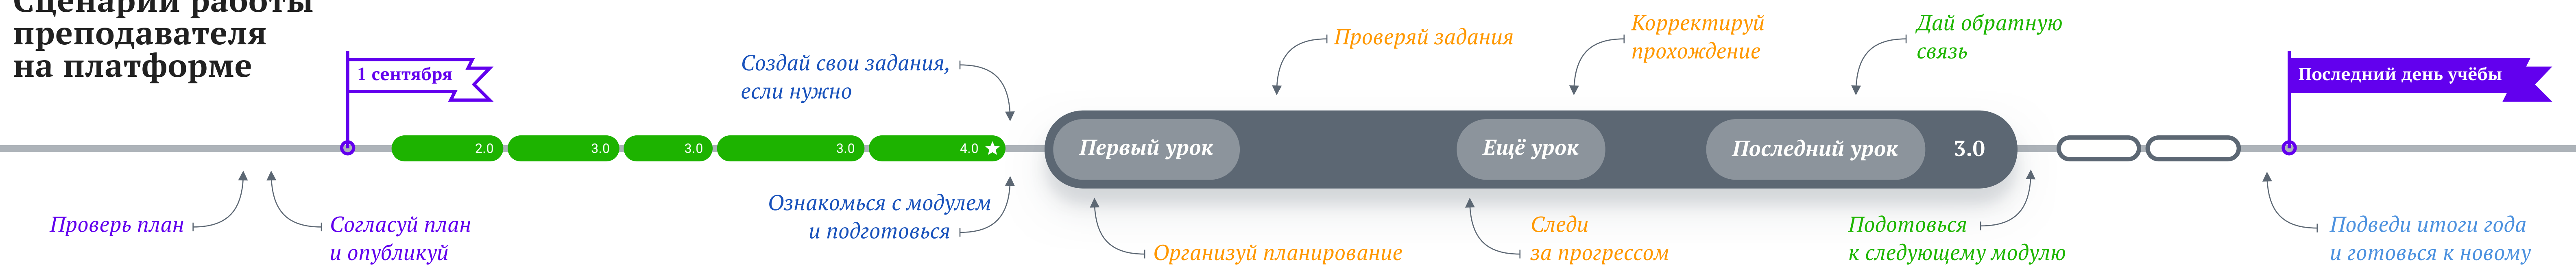 Сценарий работы
преподавателя
на платформе
1 сентября
Создай свои задания,
если нужно
Проверяй задания
Корректируй
прохождение
Дай обратную
связь
Последний день учёбы
2.0
3.0
3.0
3.0
4.0
Первый урок
Ещё урок
Последний урок
3.0
Проверь план
Согласуй план
и опубликуй
Ознакомься с модулем
и подготовься
Организуй планирование
Следи
за прогрессом
Подотовься
к следующему модулю
Подведи итоги года
и готовься к новому